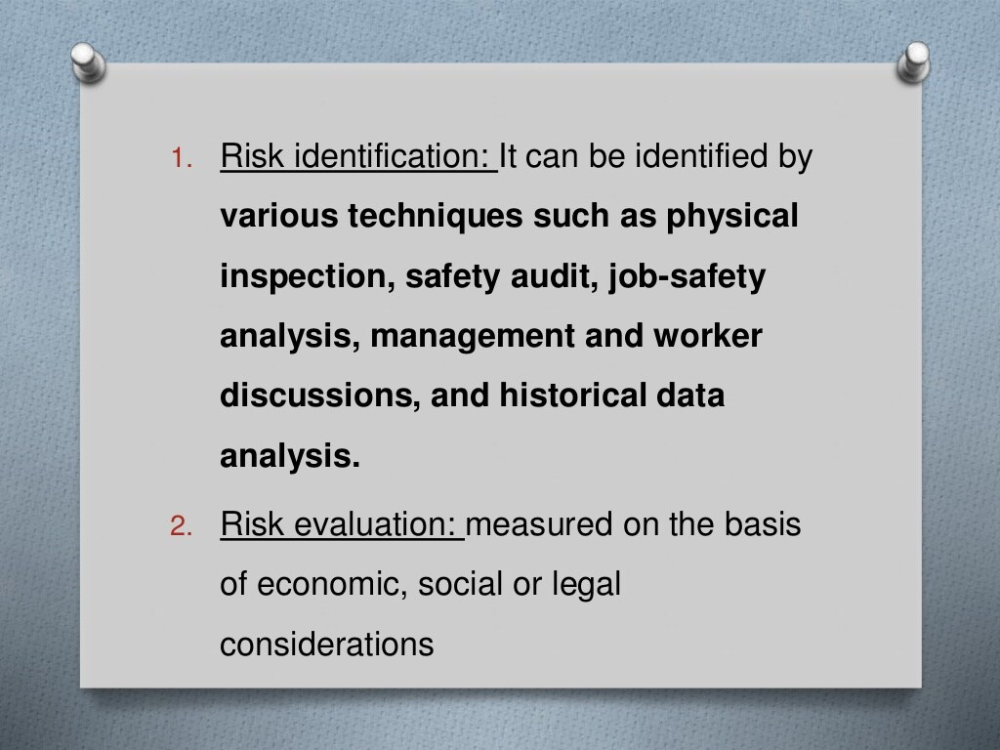 1. Risk identification: It can be identified by
various techniques such as physical
inspection, safety audit, job-safety
analysis, management and worker
discussions, and historical data
analysis.
2. Risk evaluation: measured on the basis
of economic, social or legal
considerations